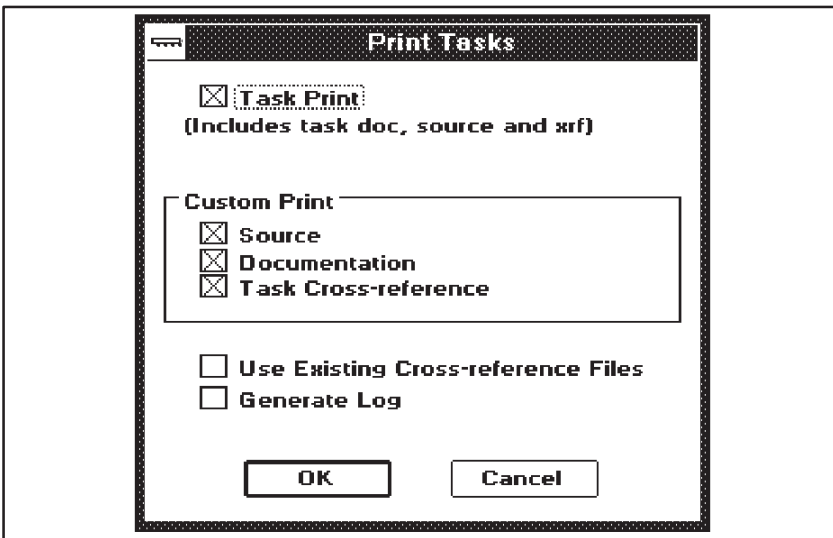 Print Tasks
Task Print
(Includes task doc, source and xrf)
Custom Print
Source
Documentation
Task Cross-reference
Use Existing Cross-reference Files
Generate Log
OK Cancel